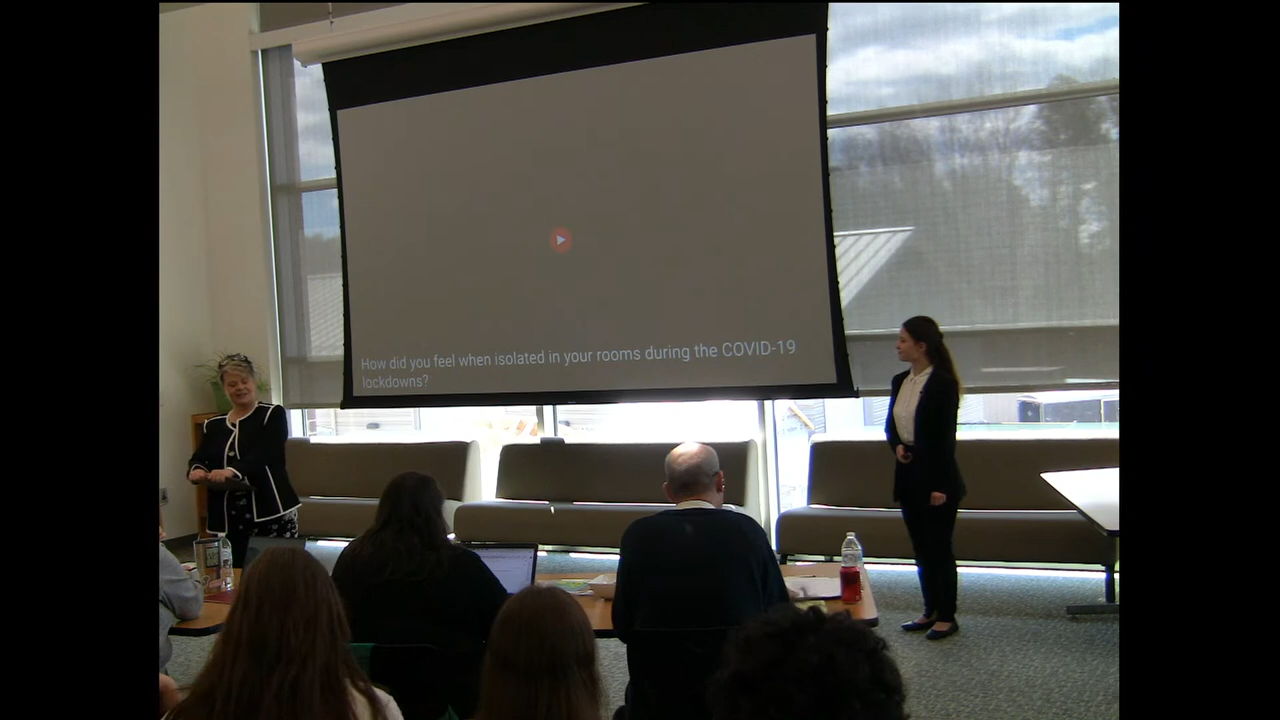 How did you feel when isolated in your rooms during the COVID-19
lockdowns?